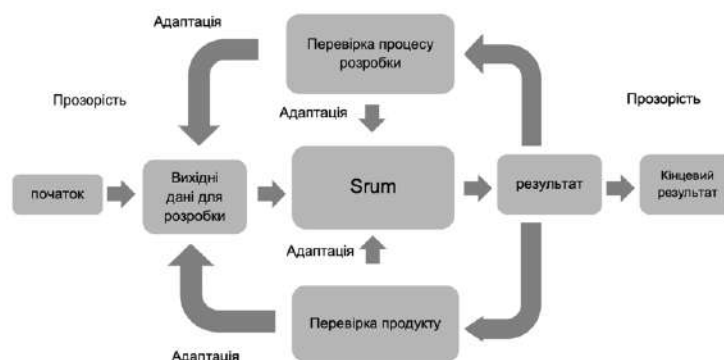 Адаптація
Перевірка процесу
розробки
Прозорість
Адаптація
Прозорість
початок
Вихідні
дані для
розробки
Srum
результат
Кінцевий
результат
Адаптація
Перевірка продукту
Адаптація